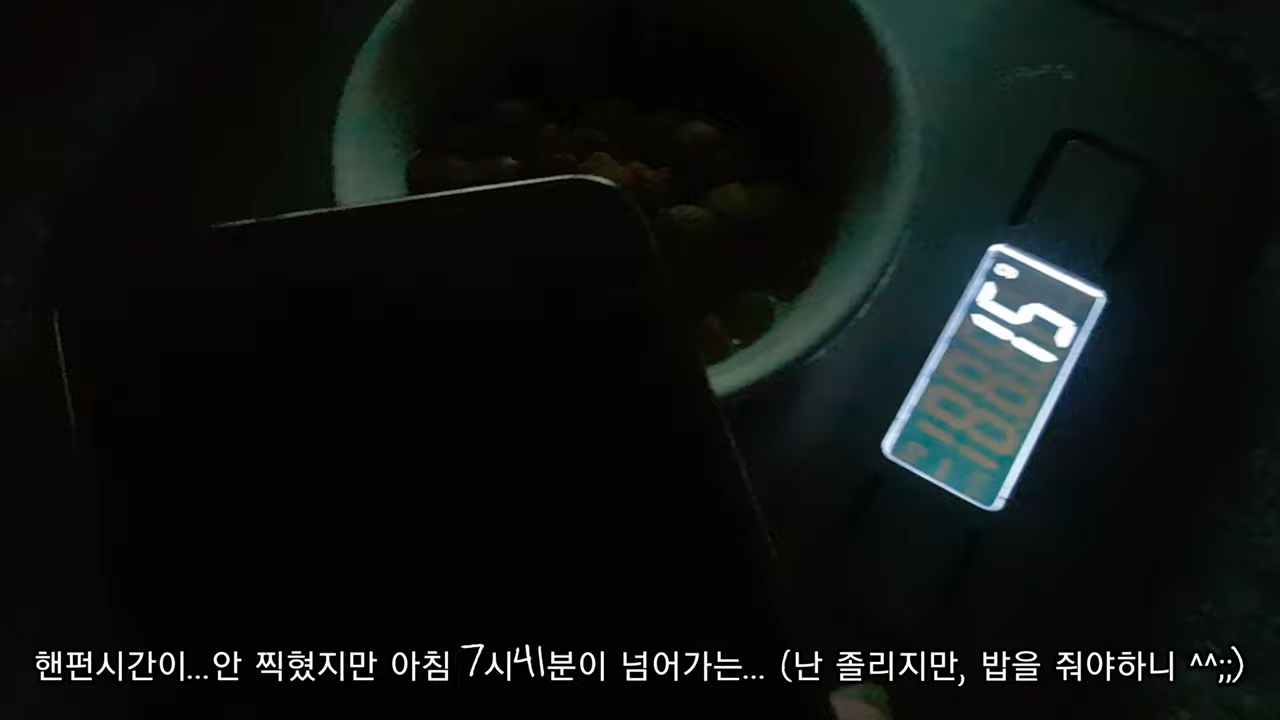 15 g
핸펀시간이...안 찍혔지만 아침 7시41분이 넘어가는... (난 졸리지만, 밥을 줘야하니 ^^;;)